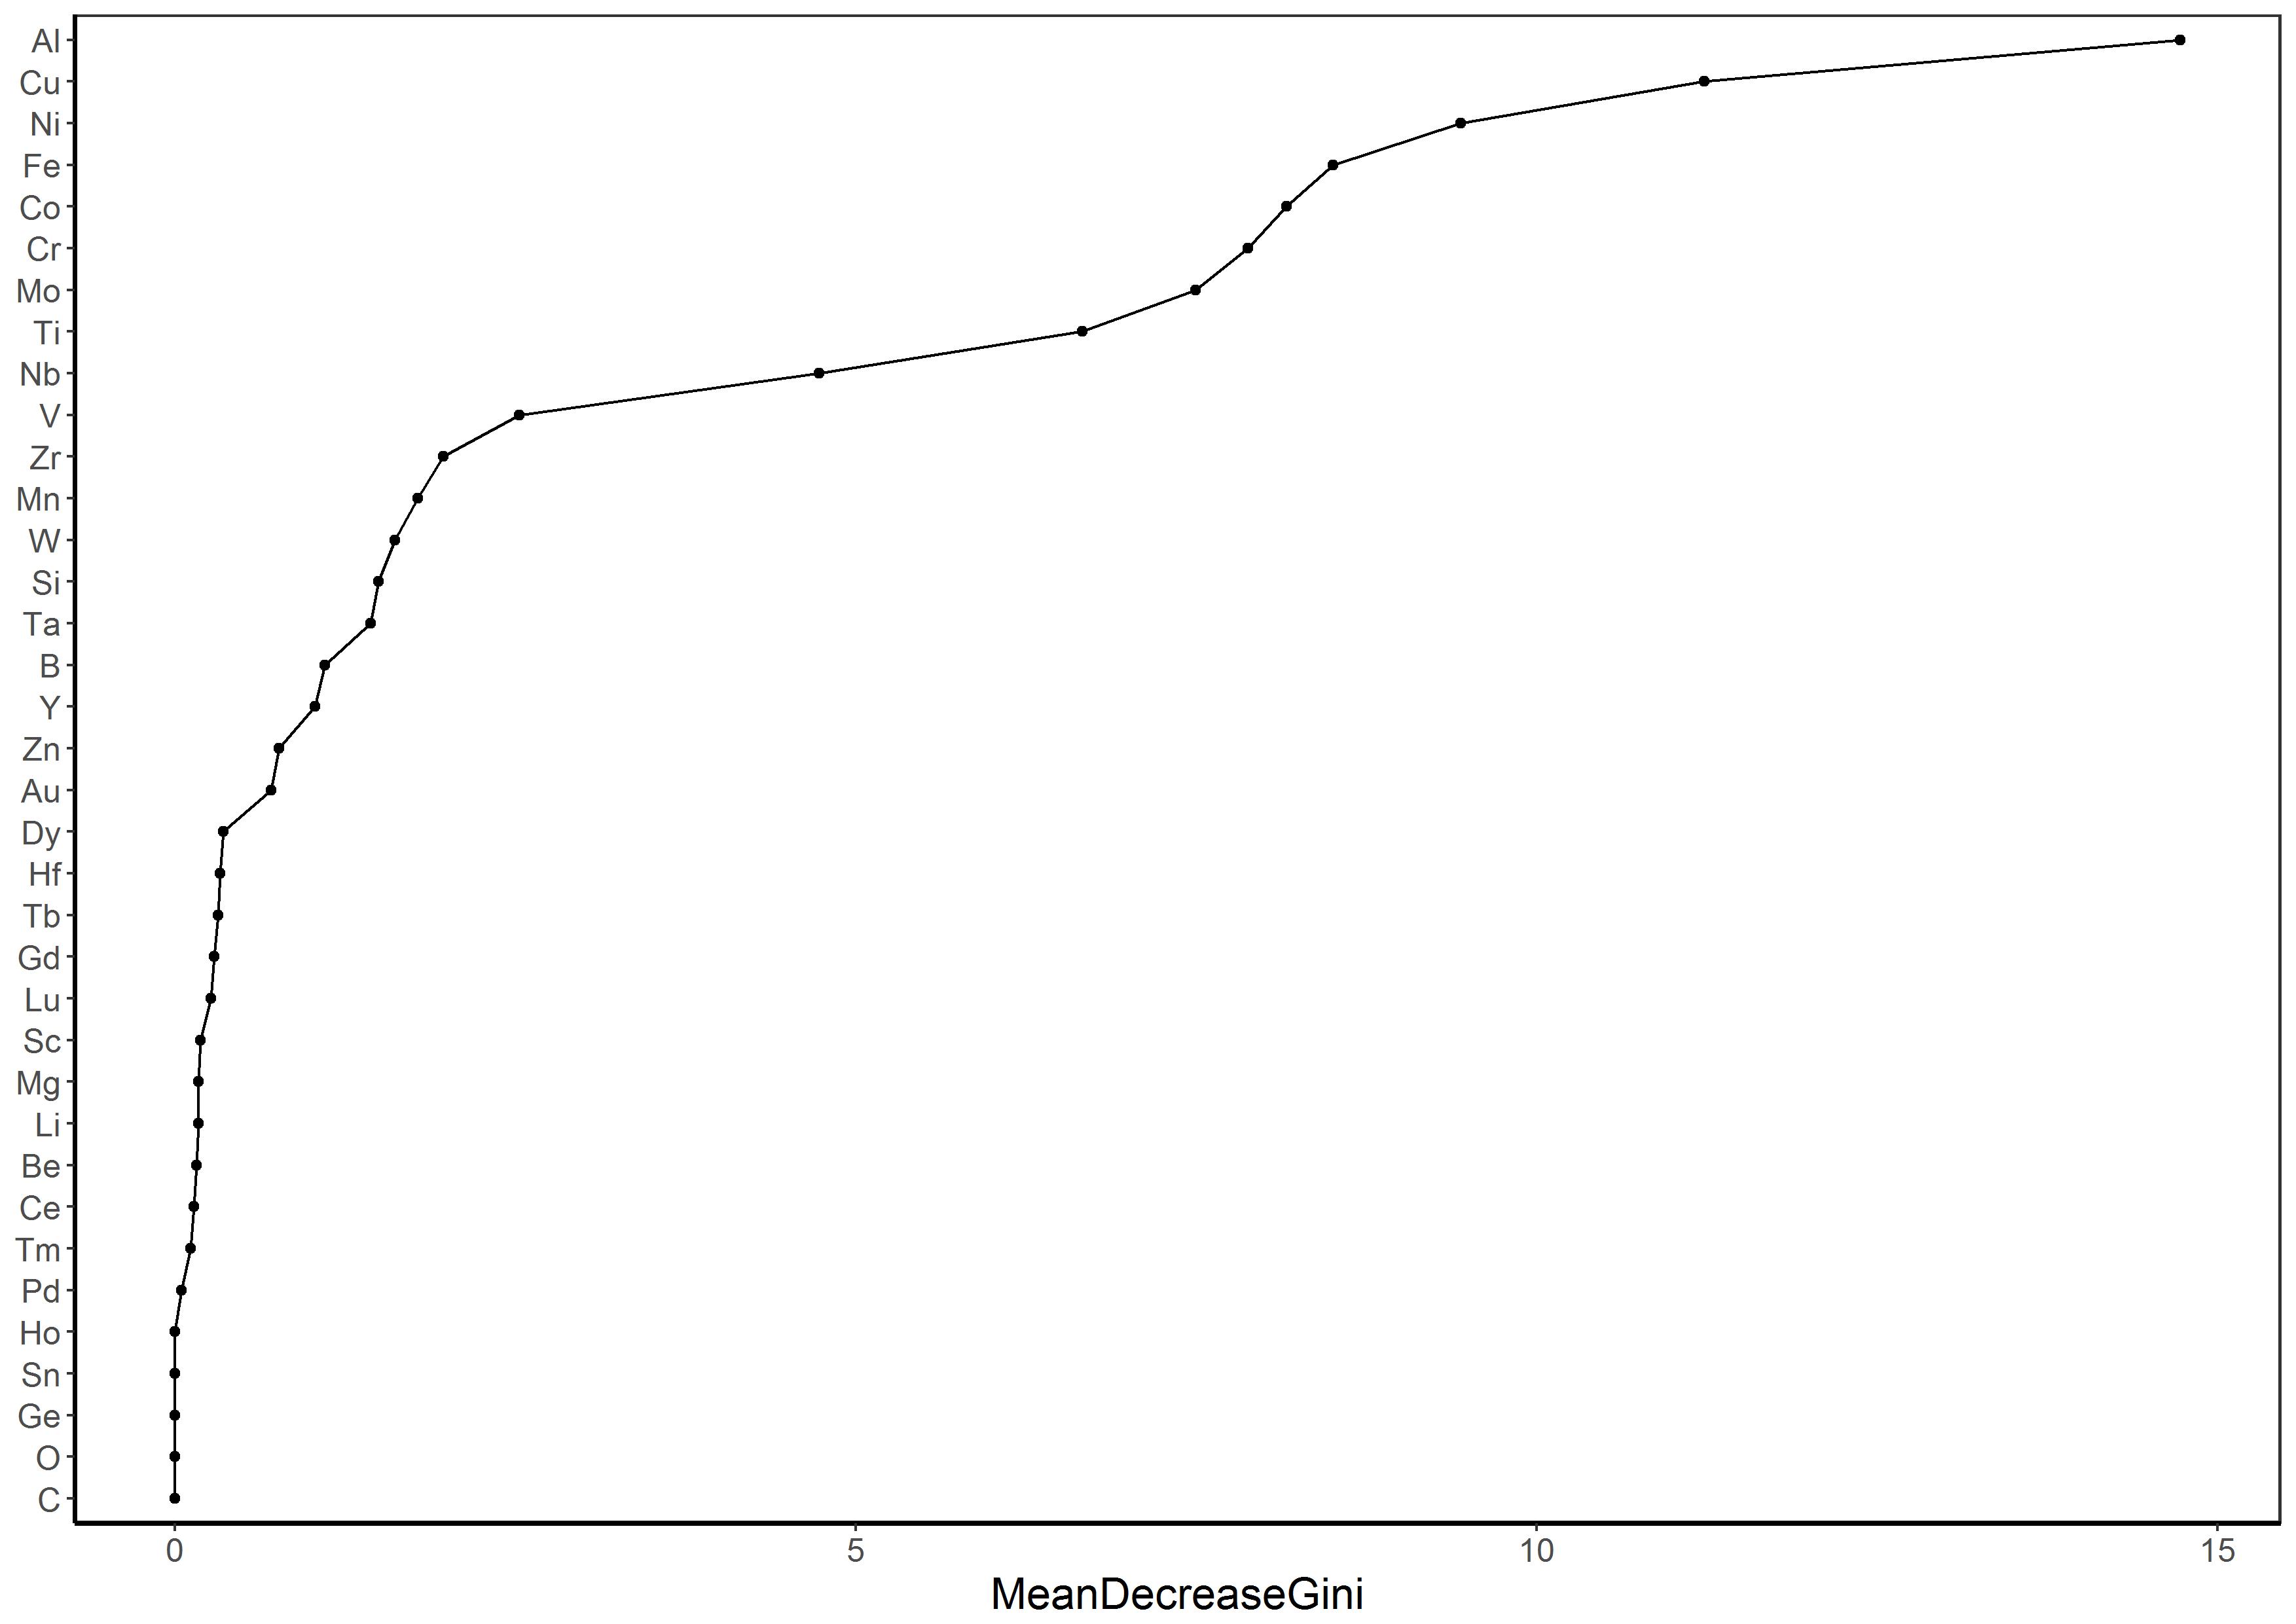 Al
Cu
Ni
Fe
Co
Cr
Mo
Ti
Nb
V
Zr
Mn
W
Si
Ta
B
Y
Zn
Au
Dy
Hf
Tb
Gd
Lu
Sc
Mg
Li
Be
Ce
Tm
Pd
Ho
Sn
Ge
O
C
0 5 10 15
MeanDecreaseGini